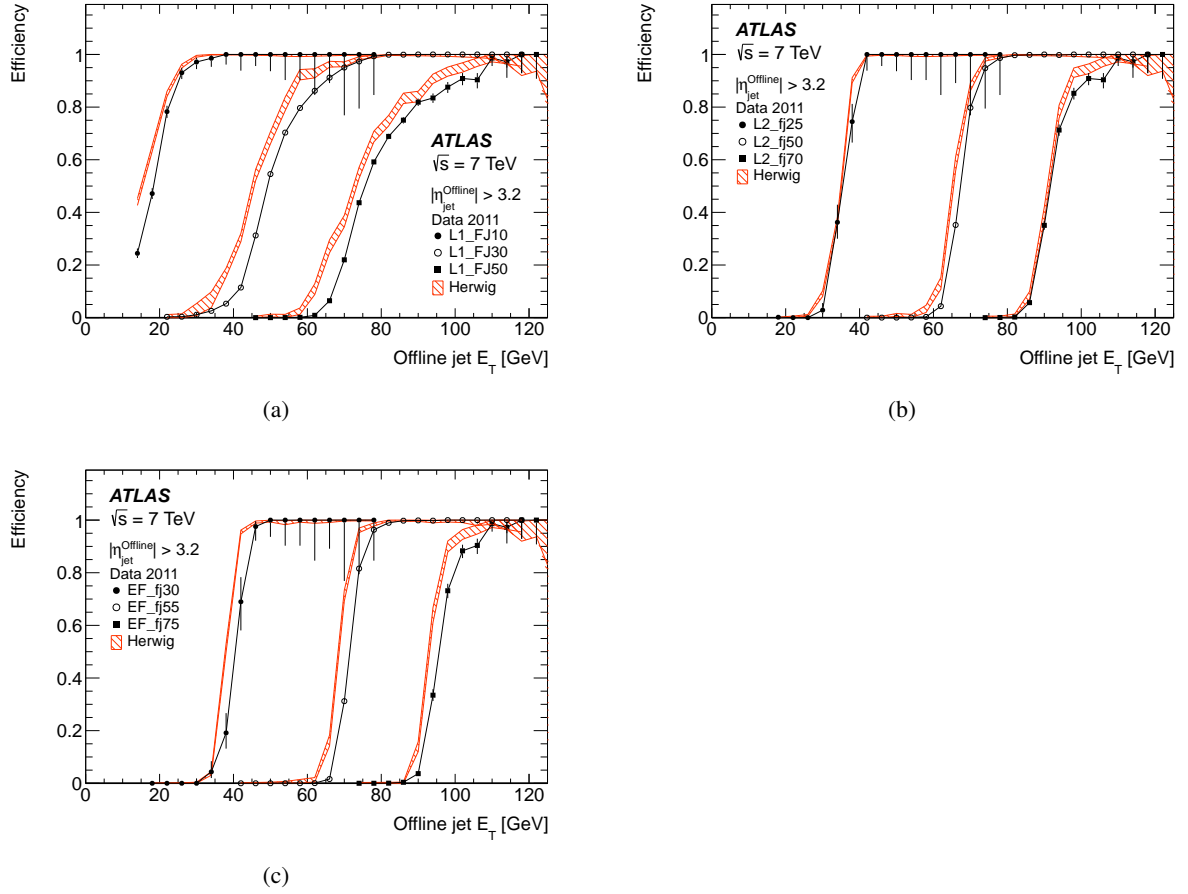 Efficiency
1
0.8
0.6
0.4
0.2
0
ATLAS
√s = 7 TeV
|η_jet^Offline| > 3.2
Data 2011
L1_FJ10
L1_FJ30
L1_FJ50
Herwig
0 20 40 60 80 100 120
Offline jet E_T [GeV]
(a)
Efficiency
1
0.8
0.6
0.4
0.2
0
ATLAS
√s = 7 TeV
|η_jet^Offline| > 3.2
Data 2011
L2_fj25
L2_fj50
L2_fj70
Herwig
0 20 40 60 80 100 120
Offline jet E_T [GeV]
(b)
Efficiency
1
0.8
0.6
0.4
0.2
0
ATLAS
√s = 7 TeV
|η_jet^Offline| > 3.2
Data 2011
EF_fj30
EF_fj55
EF_fj75
Herwig
0 20 40 60 80 100 120
Offline jet E_T [GeV]
(c)